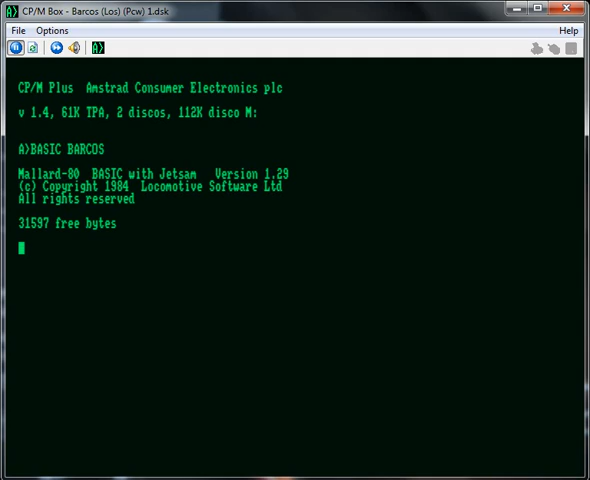 CP/M Box - Barcos (Los) (Pcw) 1.dsk
File Options Help
A>
CP/M Plus Amstrad Consumer Electronics plc
v 1.4, 61K TPA, 2 discos, 112K disco M:
A>BASIC BARCOS
Mallard-80 BASIC with Jetsam Version 1.29
(c) Copyright 1984 Locomotive Software Ltd
All rights reserved
31597 free bytes